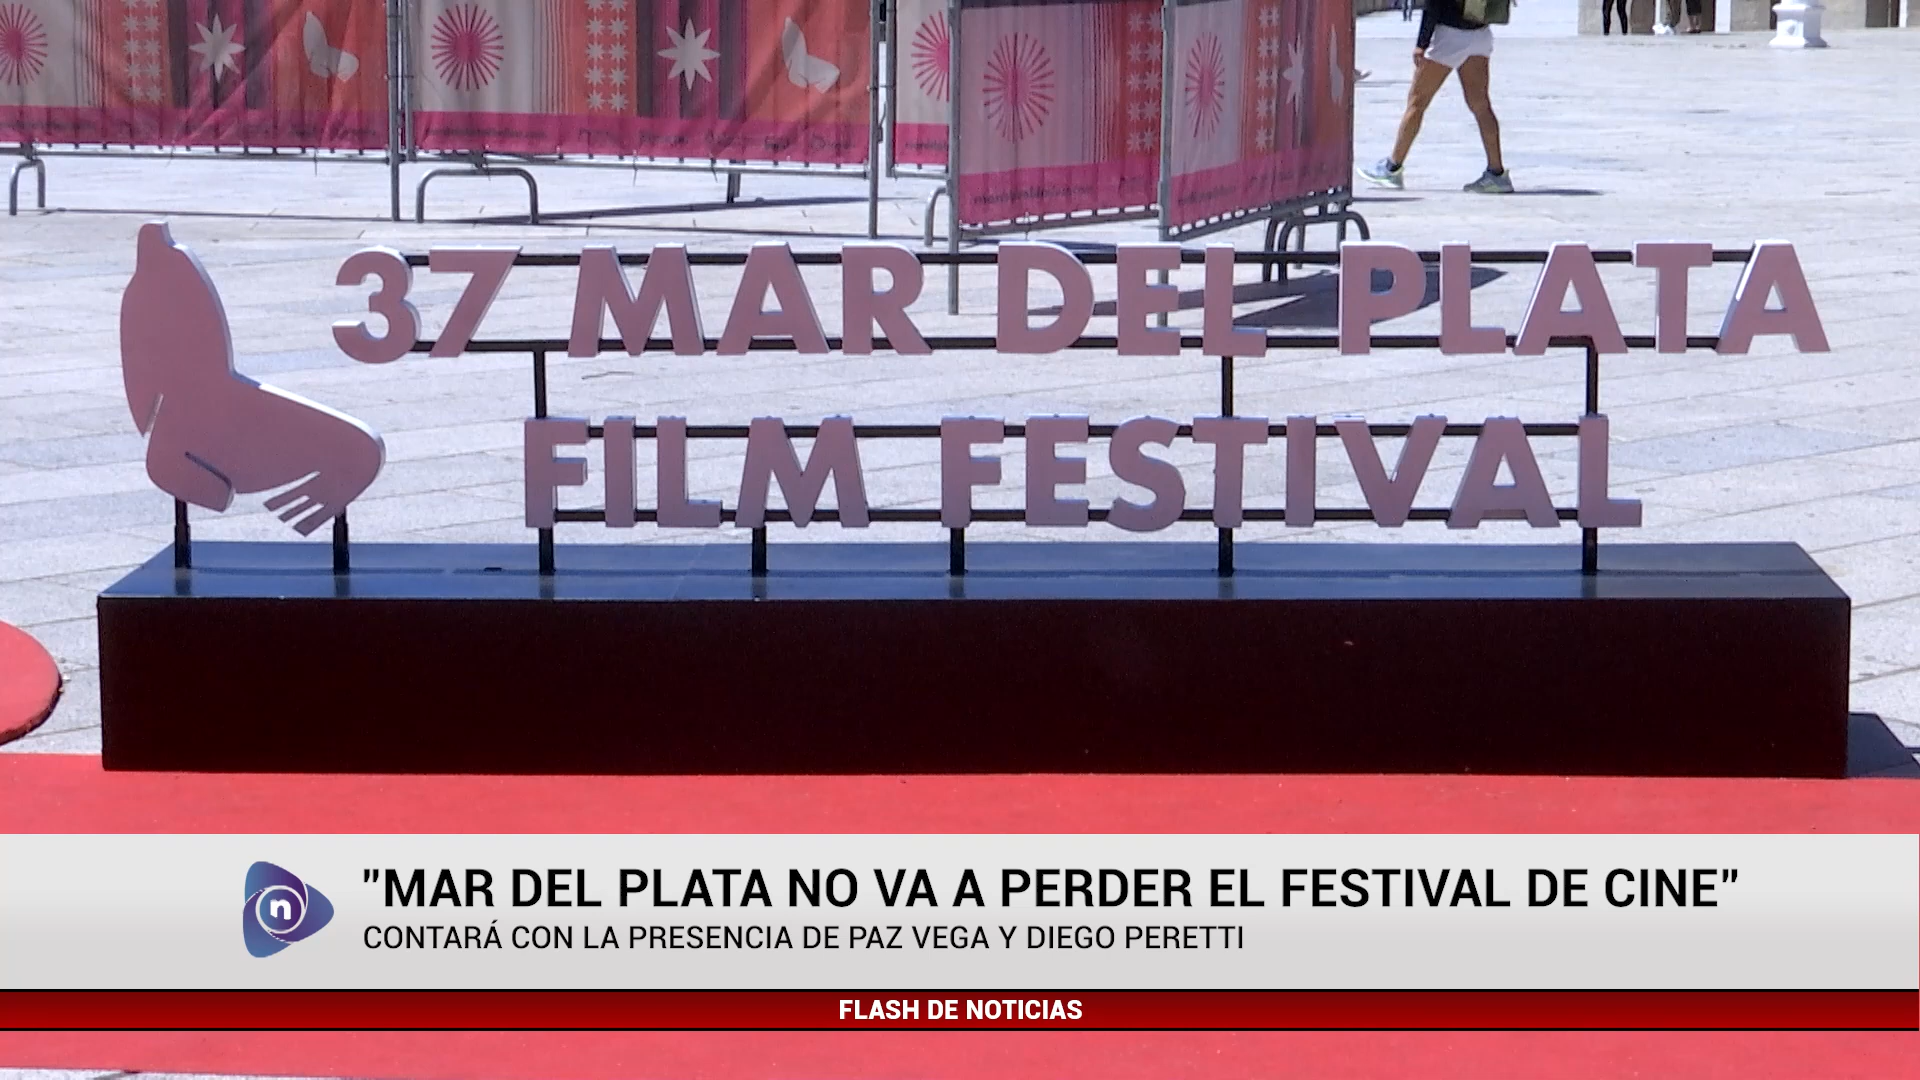 37 MAR DEL PLATA
FILM FESTIVAL
n
"MAR DEL PLATA NO VA A PERDER EL FESTIVAL DE CINE"
CONTARÁ CON LA PRESENCIA DE PAZ VEGA Y DIEGO PERETTI
FLASH DE NOTICIAS